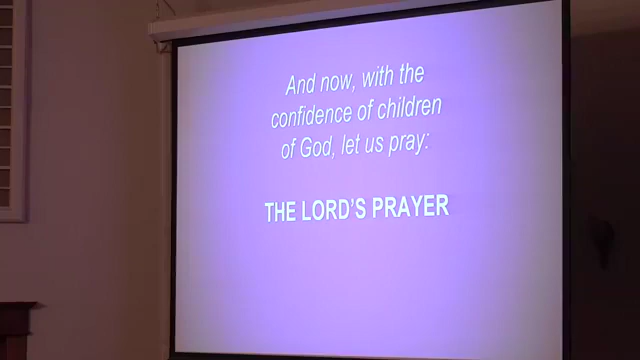 And now, with the
confidence of children
of God, let us pray:
THE LORD'S PRAYER